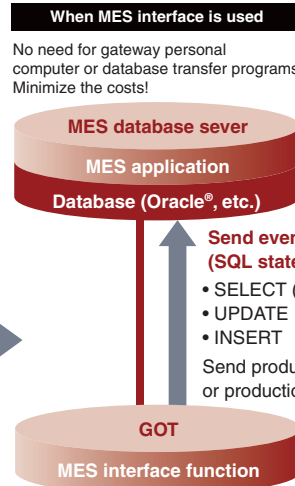 When MES interface is used
No need for gateway personal
computer or database transfer programs
Minimize the costs!
MES database sever
MES application
Database (Oracle®, etc.)
Send even
(SQL state
• SELECT (
• UPDATE
• INSERT
Send produ
or productio
GOT
MES interface function